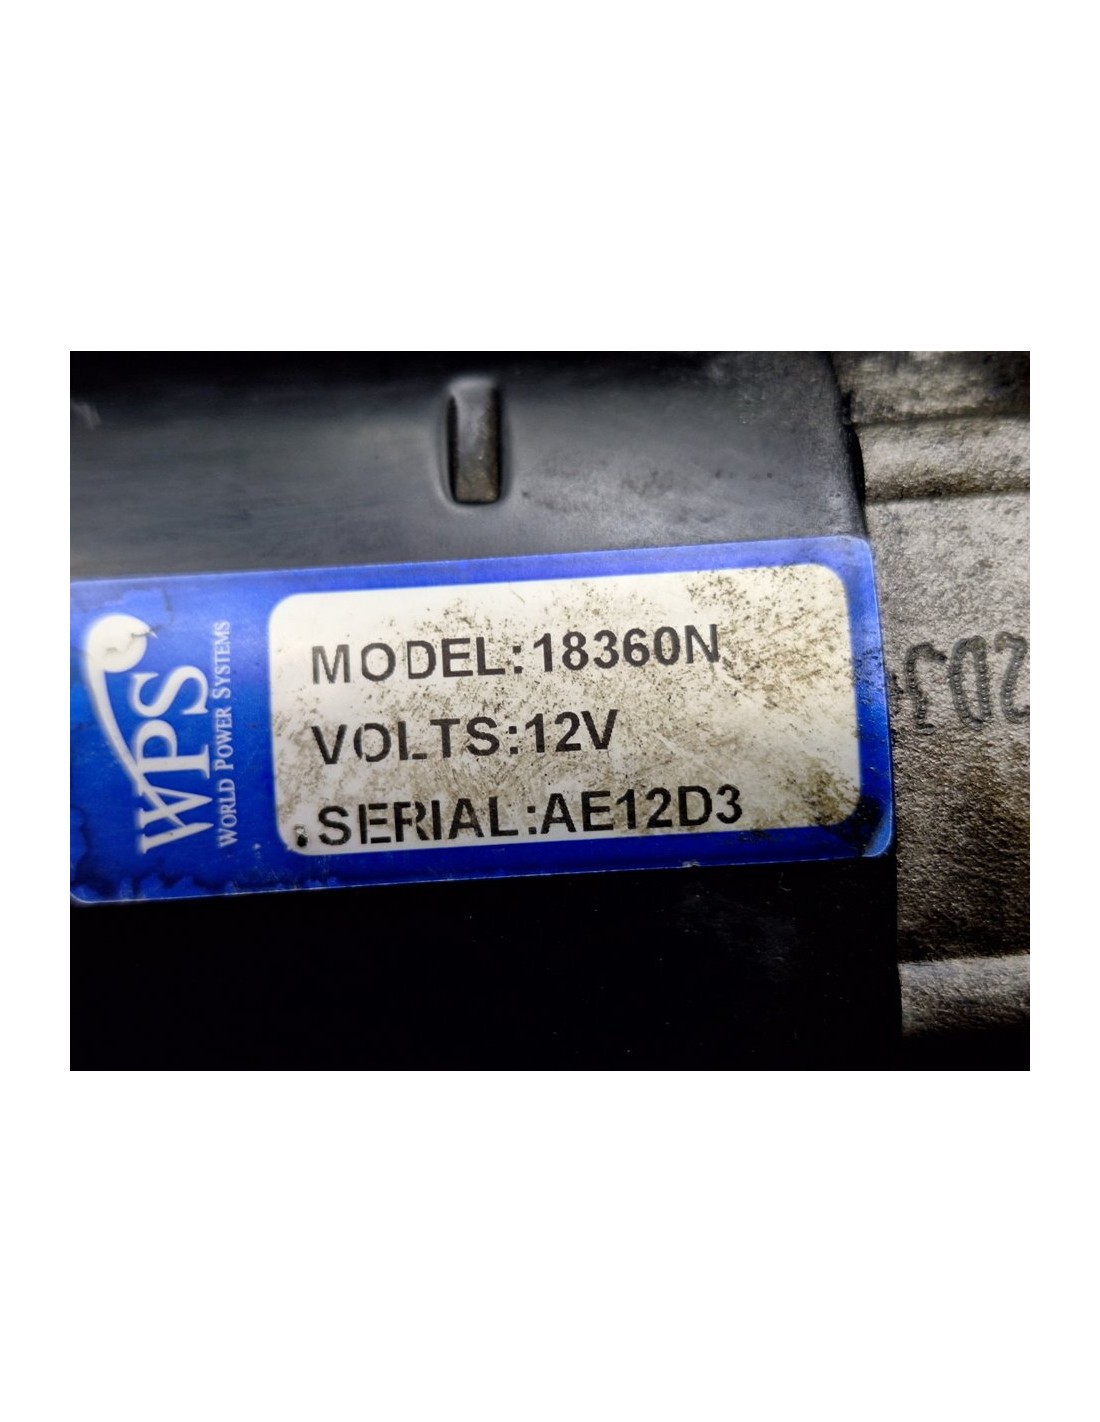 WPS
WORLD POWER SYSTEMS
MODEL:18360N
VOLTS:12V
SERIAL:AE12D3